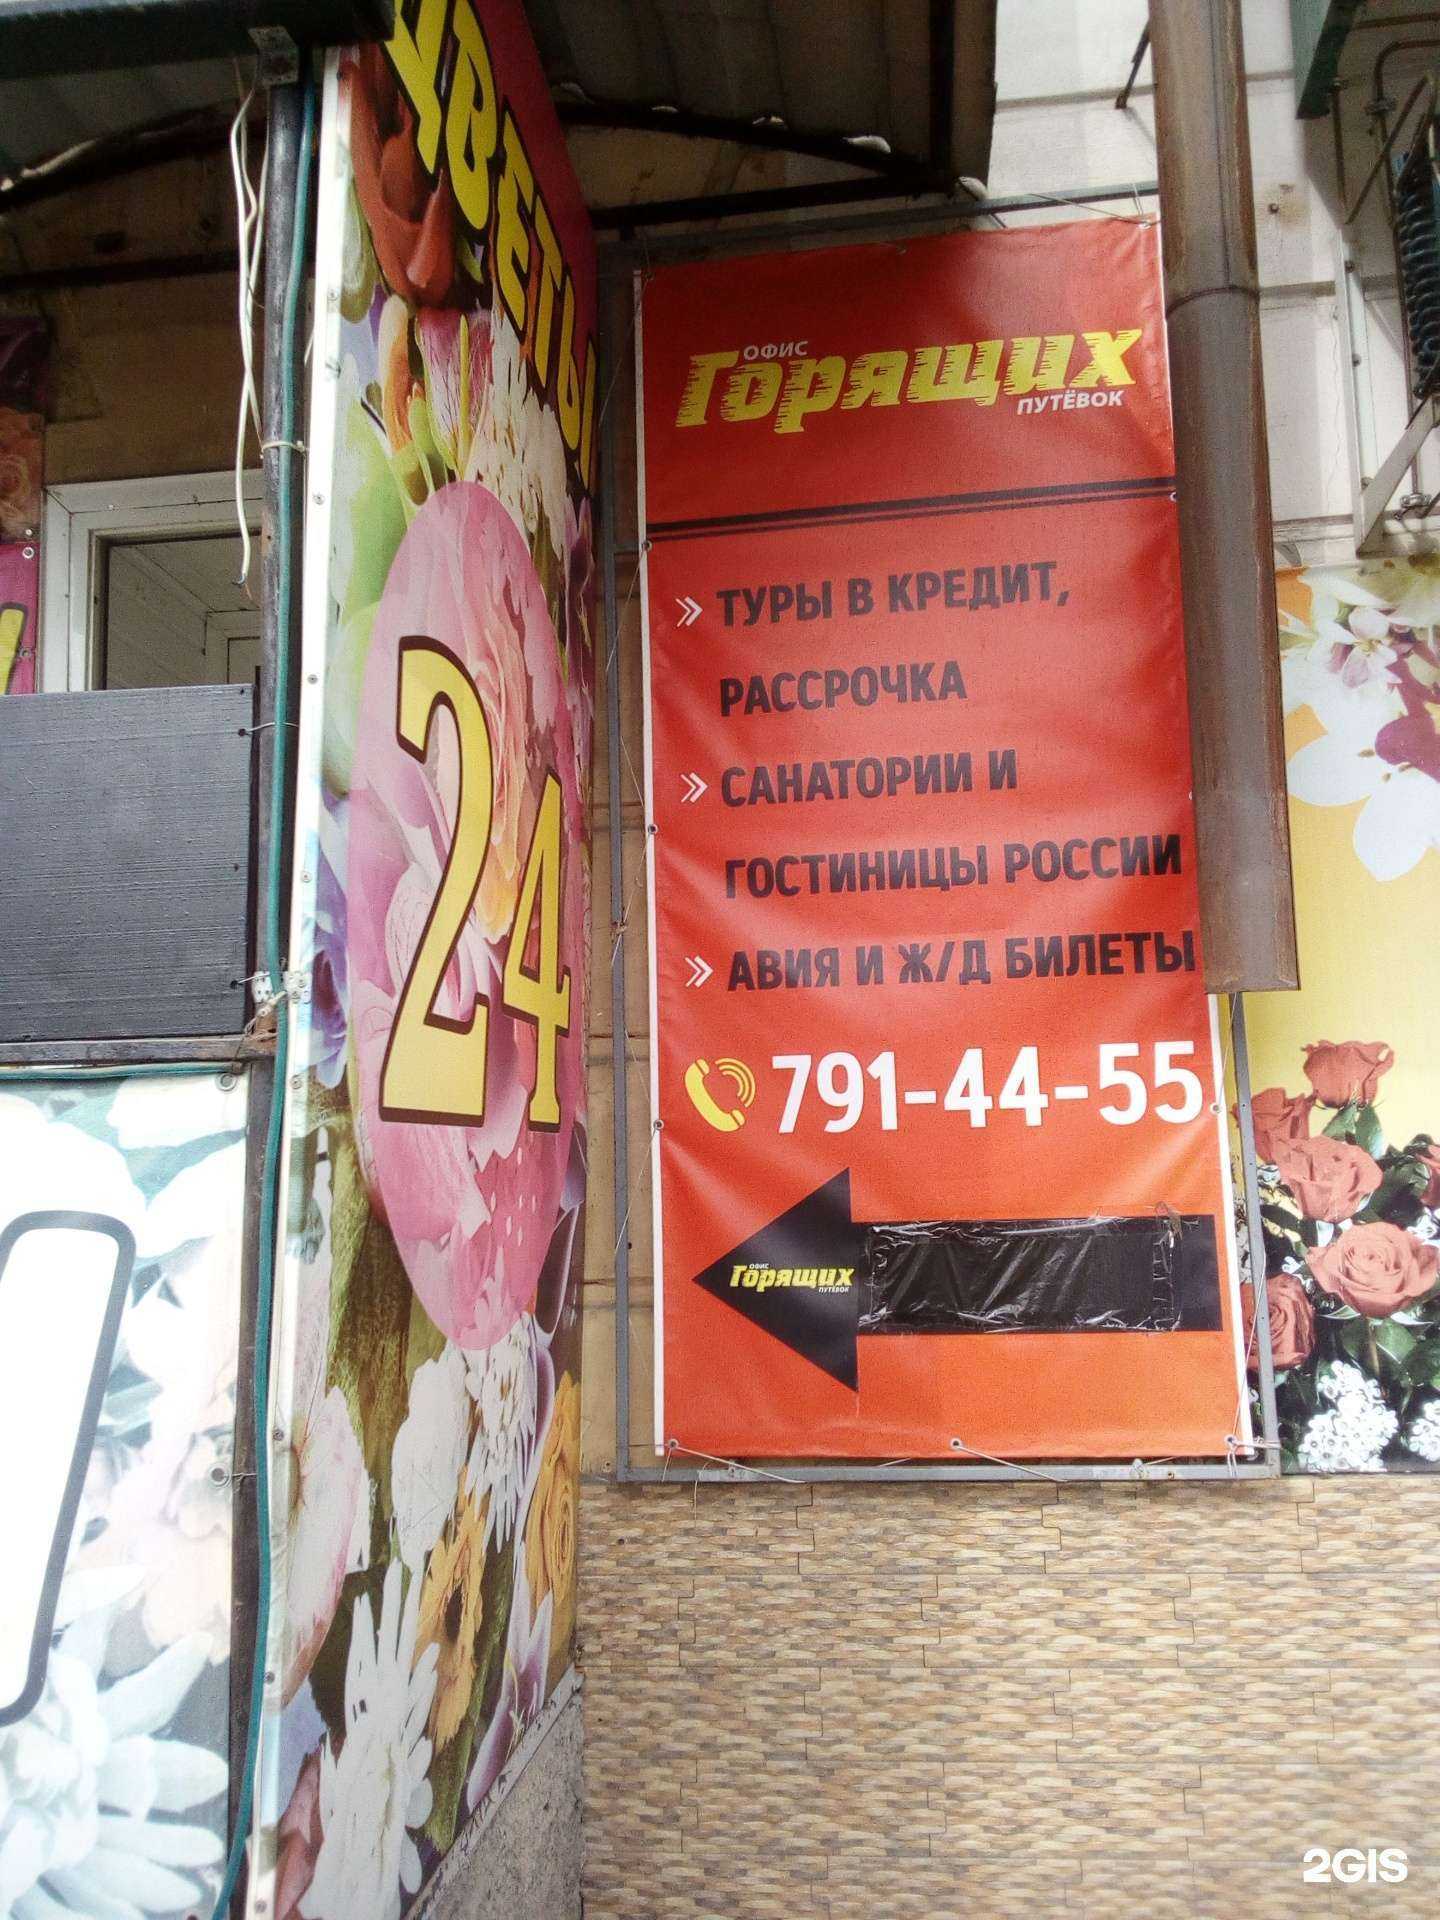 ЦВЕТЫ
24
ОФИС
Горящих
ПУТЁВОК
ТУРЫ В КРЕДИТ,
РАССРОЧКА
САНАТОРИИ И
ГОСТИНИЦЫ РОССИИ
АВИЯ И Ж/Д БИЛЕТЫ
791-44-55
ОФИС
Горящих
ПУТЁВОК
2GIS